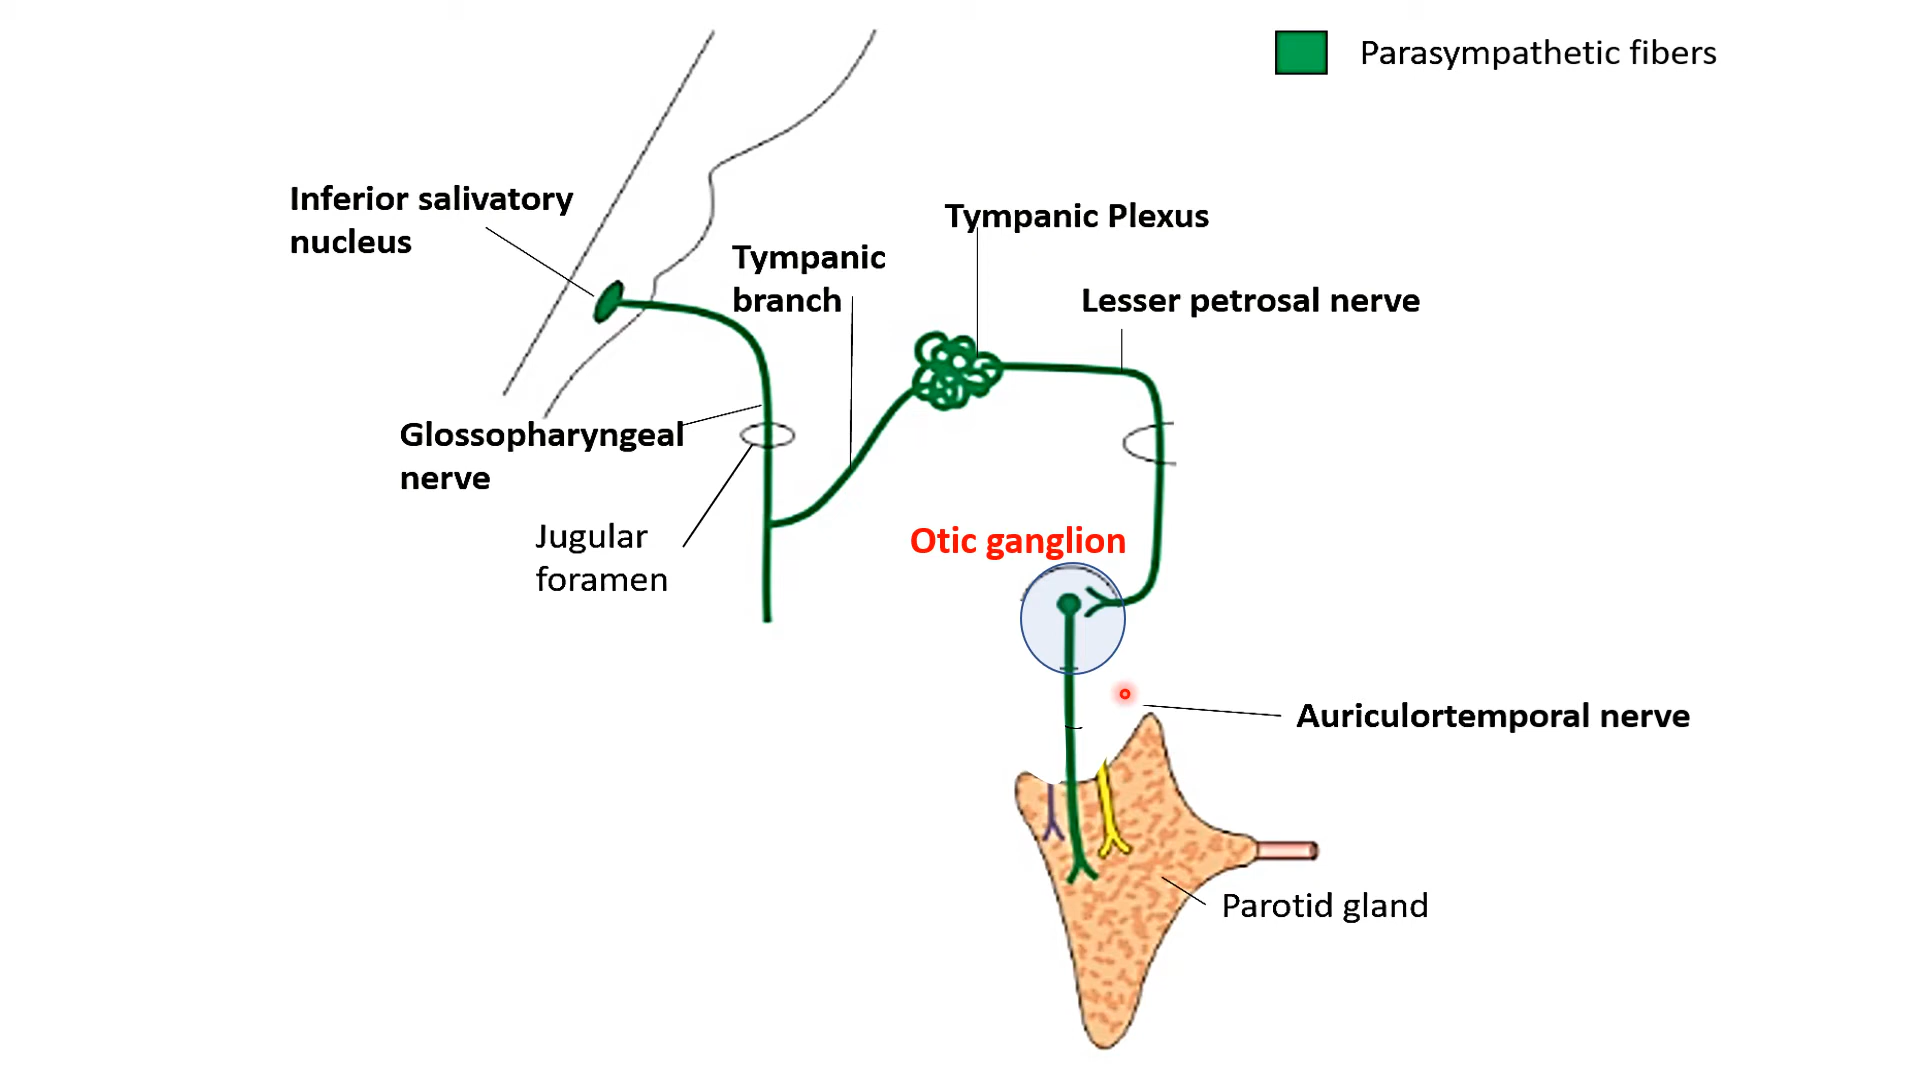 Parasympathetic fibers
Inferior salivatory
nucleus
Tympanic Plexus
Tympanic
branch
Lesser petrosal nerve
Glossopharyngeal
nerve
Jugular
foramen
Otic ganglion
Auriculortemporal nerve
Parotid gland